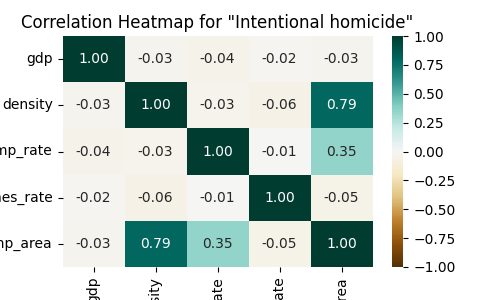 Correlation Heatmap for "Intentional homicide"
gdp 1.00 -0.03 -0.04 -0.02 -0.03
density -0.03 1.00 -0.03 -0.06 0.79
mp_rate -0.04 -0.03 1.00 -0.01 0.35
es_rate -0.02 -0.06 -0.01 1.00 -0.05
mp_area -0.03 0.79 0.35 -0.05 1.00
gdp sity ate ate rea
1.00
0.75
0.50
0.25
0.00
−0.25
−0.50
−0.75
−1.00